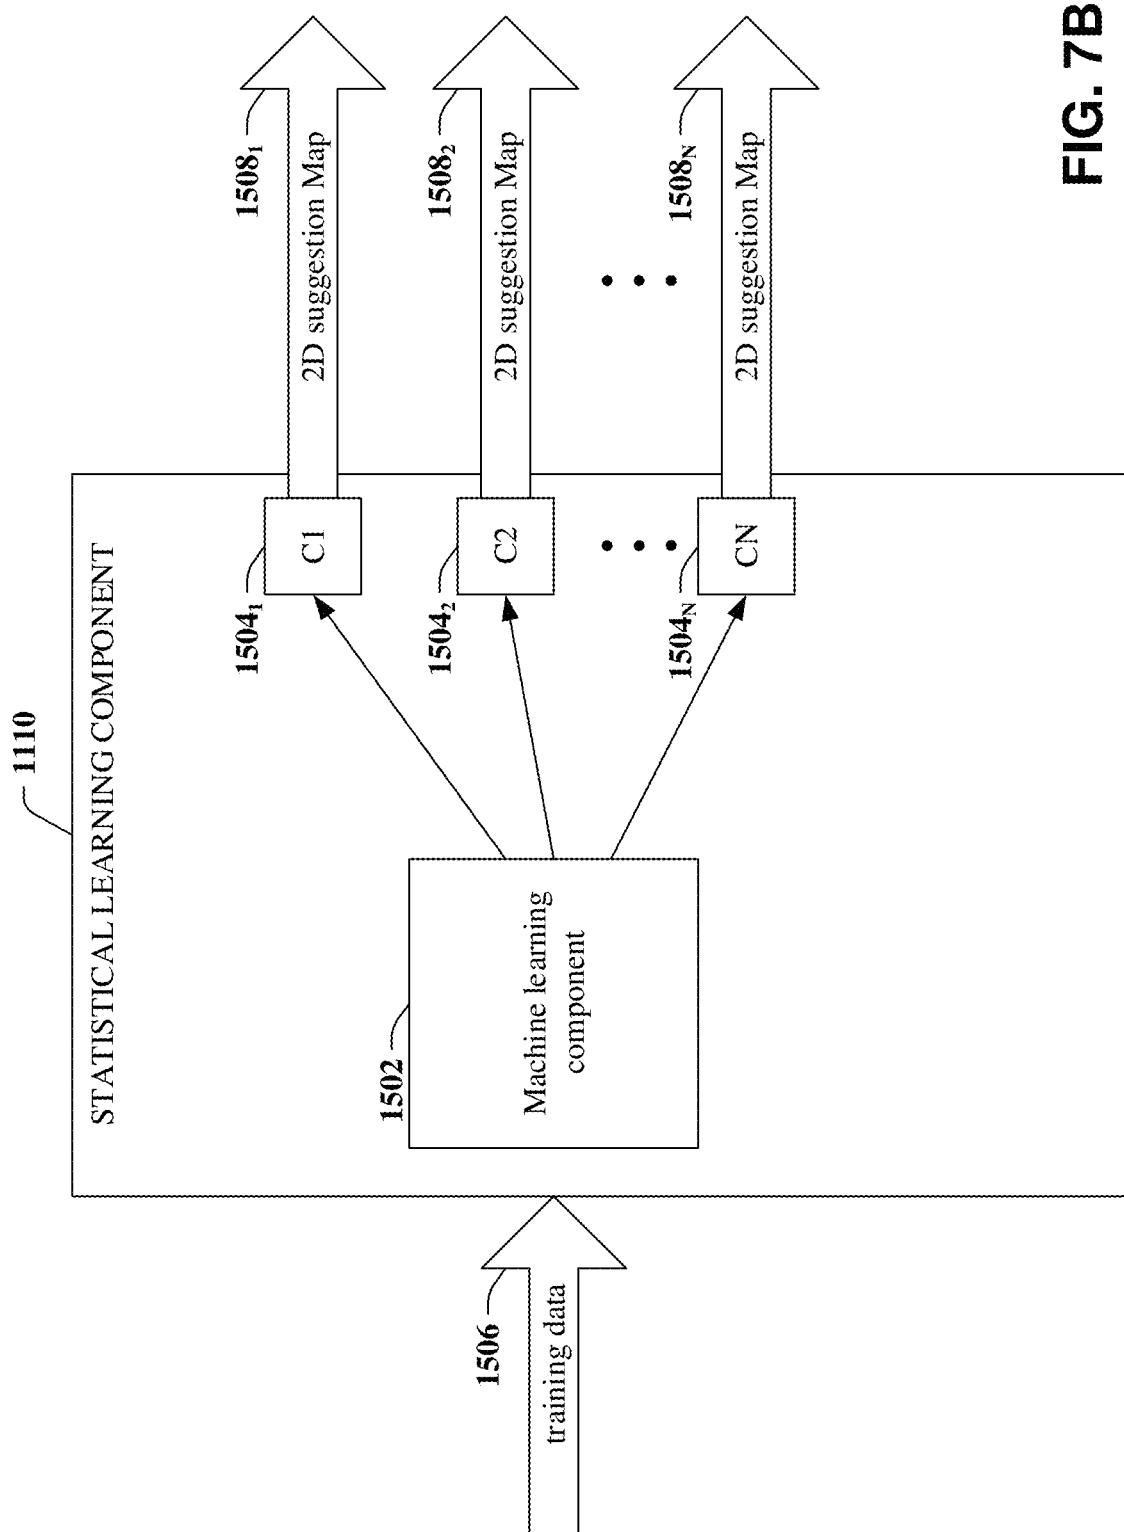 1110
STATISTICAL LEARNING COMPONENT
1506
training data
1502
Machine learning
component
1504₁
C1
1508₁
2D suggestion Map
1504₂
C2
1508₂
2D suggestion Map
1504N
CN
1508N
2D suggestion Map
FIG. 7B